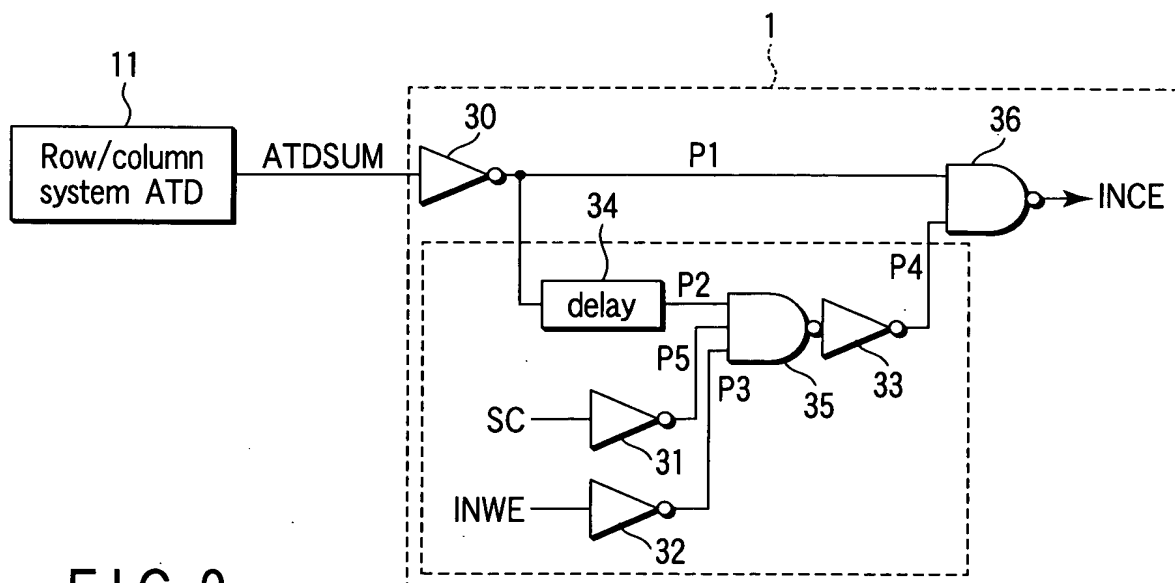 1
11
30
36
Row/column
system ATD
ATDSUM
P1
INCE
34
delay
P2
P4
P5
P3
35
33
SC
31
INWE
32